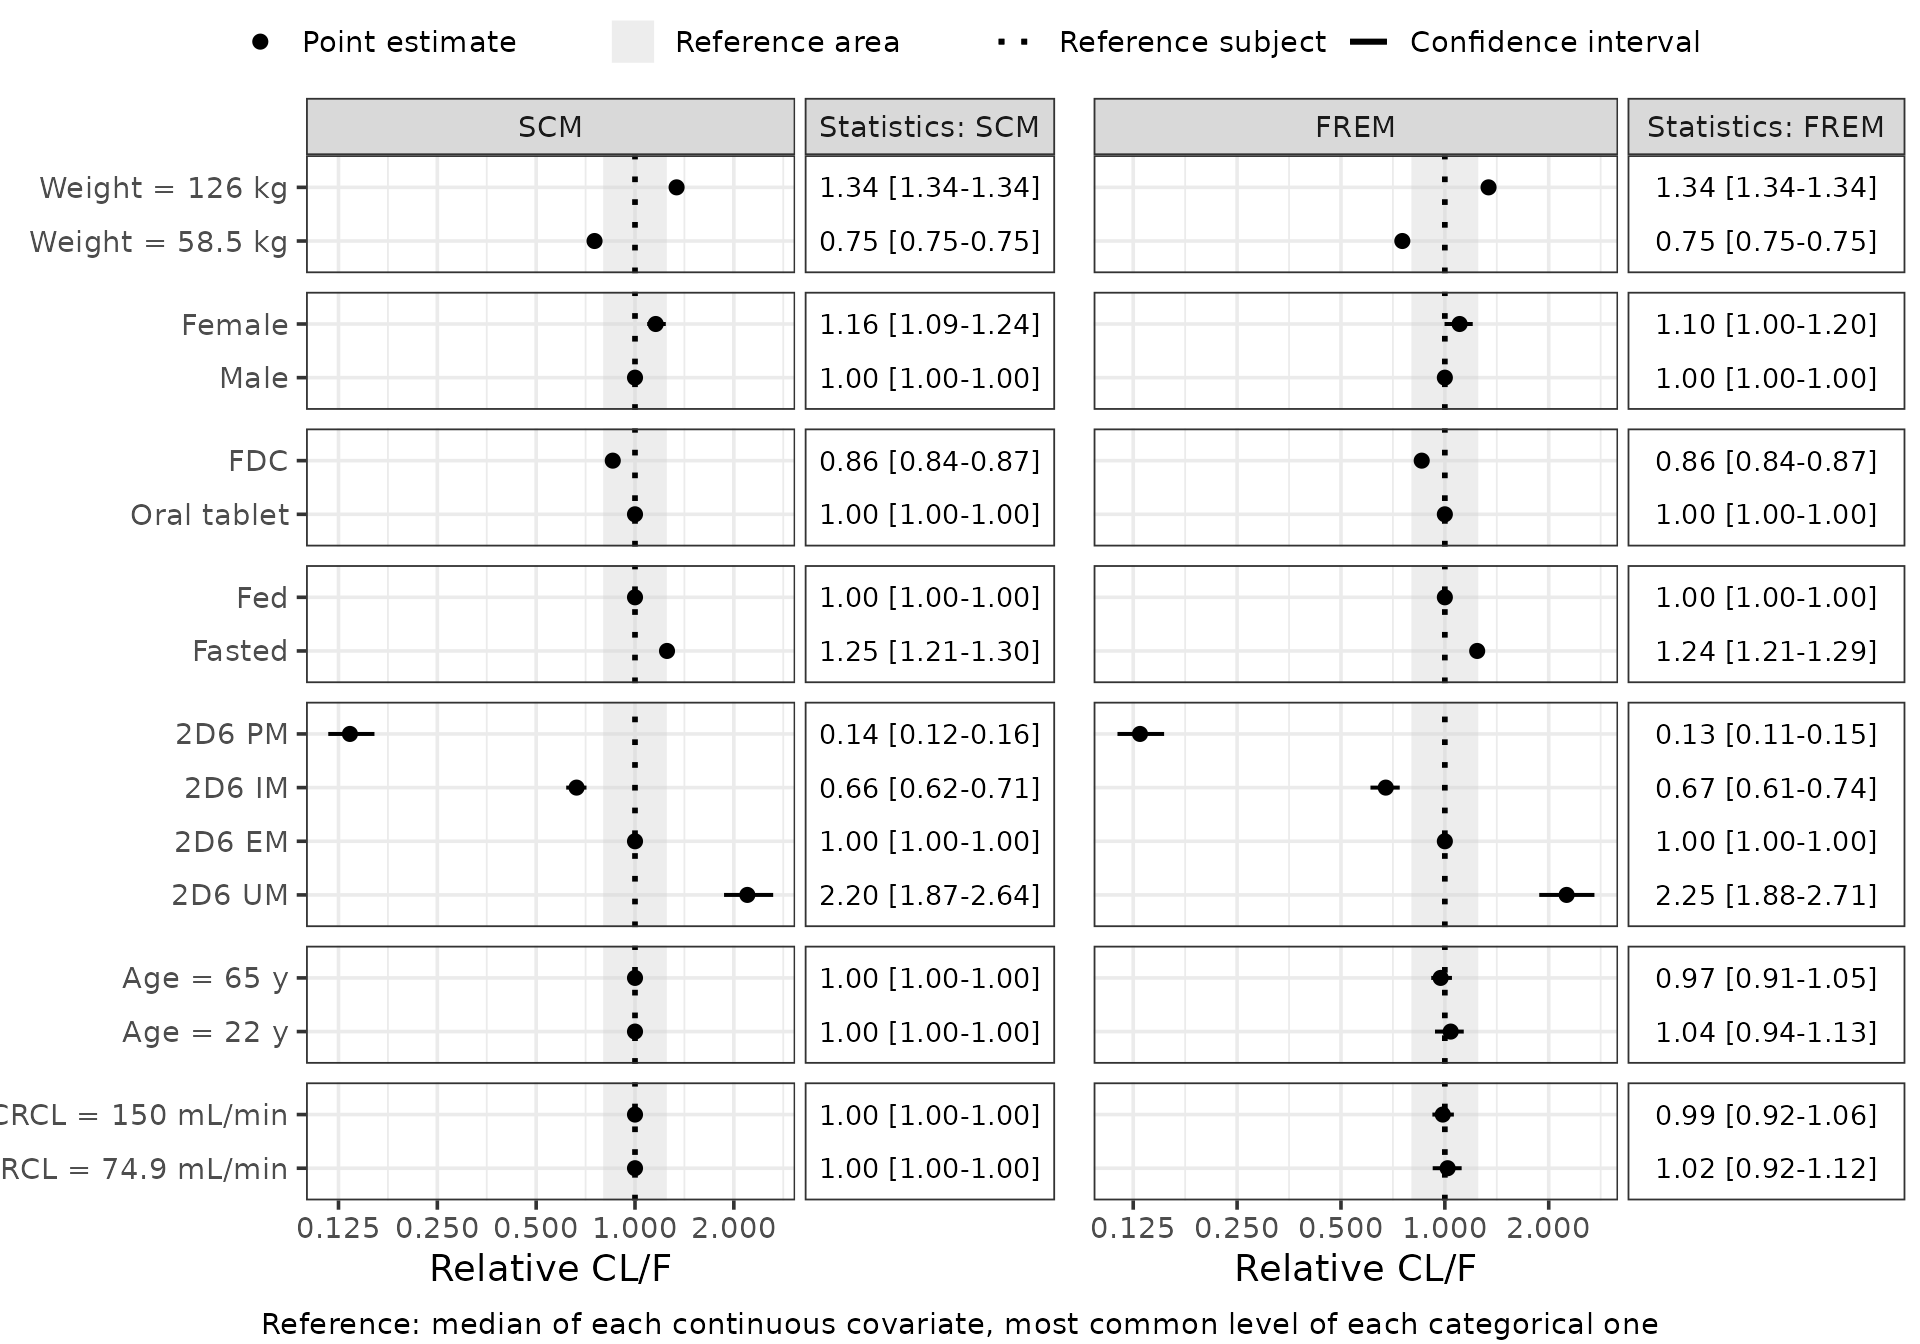 Point estimate Reference area Reference subject Confidence interval
SCM Statistics: SCM FREM Statistics: FREM
Weight = 126 kg 1.34 [1.34-1.34] 1.34 [1.34-1.34]
Weight = 58.5 kg 0.75 [0.75-0.75] 0.75 [0.75-0.75]
Female 1.16 [1.09-1.24] 1.10 [1.00-1.20]
Male 1.00 [1.00-1.00] 1.00 [1.00-1.00]
FDC 0.86 [0.84-0.87] 0.86 [0.84-0.87]
Oral tablet 1.00 [1.00-1.00] 1.00 [1.00-1.00]
Fed 1.00 [1.00-1.00] 1.00 [1.00-1.00]
Fasted 1.25 [1.21-1.30] 1.24 [1.21-1.29]
2D6 PM 0.14 [0.12-0.16] 0.13 [0.11-0.15]
2D6 IM 0.66 [0.62-0.71] 0.67 [0.61-0.74]
2D6 EM 1.00 [1.00-1.00] 1.00 [1.00-1.00]
2D6 UM 2.20 [1.87-2.64] 2.25 [1.88-2.71]
Age = 65 y 1.00 [1.00-1.00] 0.97 [0.91-1.05]
Age = 22 y 1.00 [1.00-1.00] 1.04 [0.94-1.13]
CRCL = 150 mL/min 1.00 [1.00-1.00] 0.99 [0.92-1.06]
RCL = 74.9 mL/min 1.00 [1.00-1.00] 1.02 [0.92-1.12]
0.125 0.250 0.500 1.000 2.000 0.125 0.250 0.500 1.000 2.000
Relative CL/F Relative CL/F
Reference: median of each continuous covariate, most common level of each categorical one